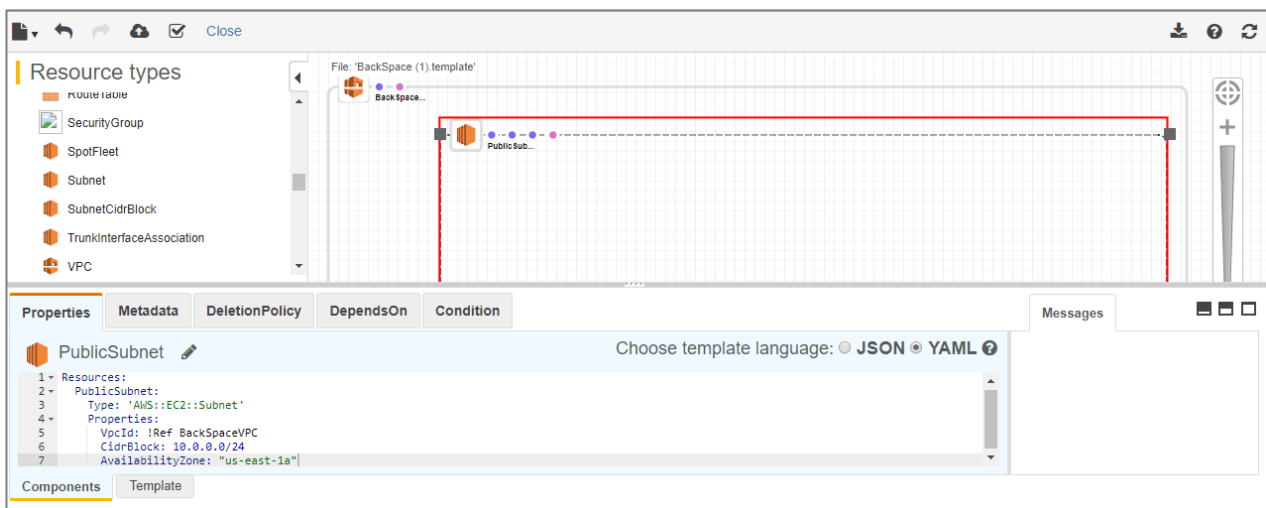 Close
Resource types
RouteTable
SecurityGroup
SpotFleet
Subnet
SubnetCidrBlock
TrunkInterfaceAssociation
VPC
File: 'BackSpace (1).template'
BackSpace...
PublicSub...
Properties
Metadata
DeletionPolicy
DependsOn
Condition
Messages
PublicSubnet
Choose template language: JSON YAML
1 Resources:
2 PublicSubnet:
3 Type: 'AWS::EC2::Subnet'
4 Properties:
5 VpcId: !Ref BackSpaceVPC
6 CidrBlock: 10.0.0.0/24
7 AvailabilityZone: "us-east-1a"
Components
Template